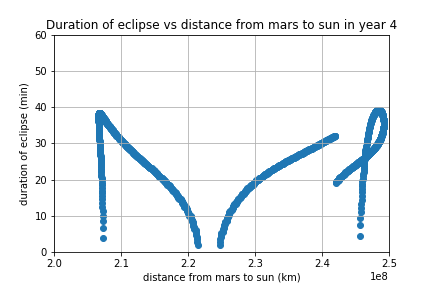 Duration of eclipse vs distance from mars to sun in year 4
duration of eclipse (min)
60
50
40
30
20
10
0
2.0 2.1 2.2 2.3 2.4 2.5
1e8
distance from mars to sun (km)